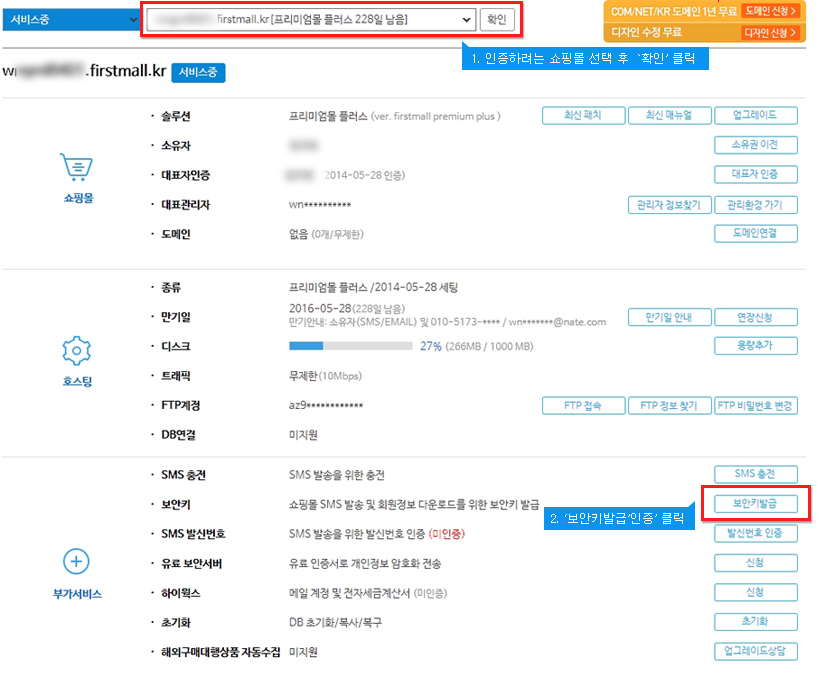 서비스중 firstmall.kr [프리미엄몰 플러스 228일 남음] 확인
COM/NET/KR 도메인 1년 무료 도메인 신청 >
디자인 수정 무료 디자인 신청 >
1. 인증하려는 쇼핑몰 선택 후 '확인' 클릭
.firstmall.kr 서비스중
쇼핑몰
· 솔루션 프리미엄몰 플러스 (ver. firstmall premium plus ) 최신 패치 최신 매뉴얼 업그레이드
· 소유자 소유권 이전
· 대표자인증 2014-05-28 인증) 대표자 인증
· 대표관리자 wn********** 관리자 정보찾기 관리환경 가기
· 도메인 없음 (0개/무제한) 도메인연결
호스팅
· 종류 프리미엄몰 플러스 /2014-05-28 세팅
· 만기일 2016-05-28(228일 남음) 만기일 안내 연장신청
만기안내: 소유자(SMS/EMAIL) 및 010-5173-**** / wn*******@nate.com
· 디스크 27% (266MB / 1000 MB) 용량추가
· 트래픽 무제한(10Mbps)
· FTP계정 az9************ FTP 접속 FTP 정보 찾기 FTP 비밀번호 변경
· DB연결 미지원
부가서비스
· SMS 충전 SMS 발송을 위한 충전 SMS 충전
· 보안키 쇼핑몰 SMS 발송 및 회원정보 다운로드를 위한 보안키 발급 보안키발급
2. '보안키발급'인증' 클릭
· SMS 발신번호 SMS 발송을 위한 발신번호 인증 (미인증) 발신번호 인증
· 유료 보안서버 유료 인증서로 개인정보 암호화 전송 신청
· 하이웍스 메일 계정 및 전자세금계산서 (미인증) 신청
· 초기화 DB 초기화/복사/복구 초기화
· 해외구매대행상품 자동수집 미지원 업그레이드상담